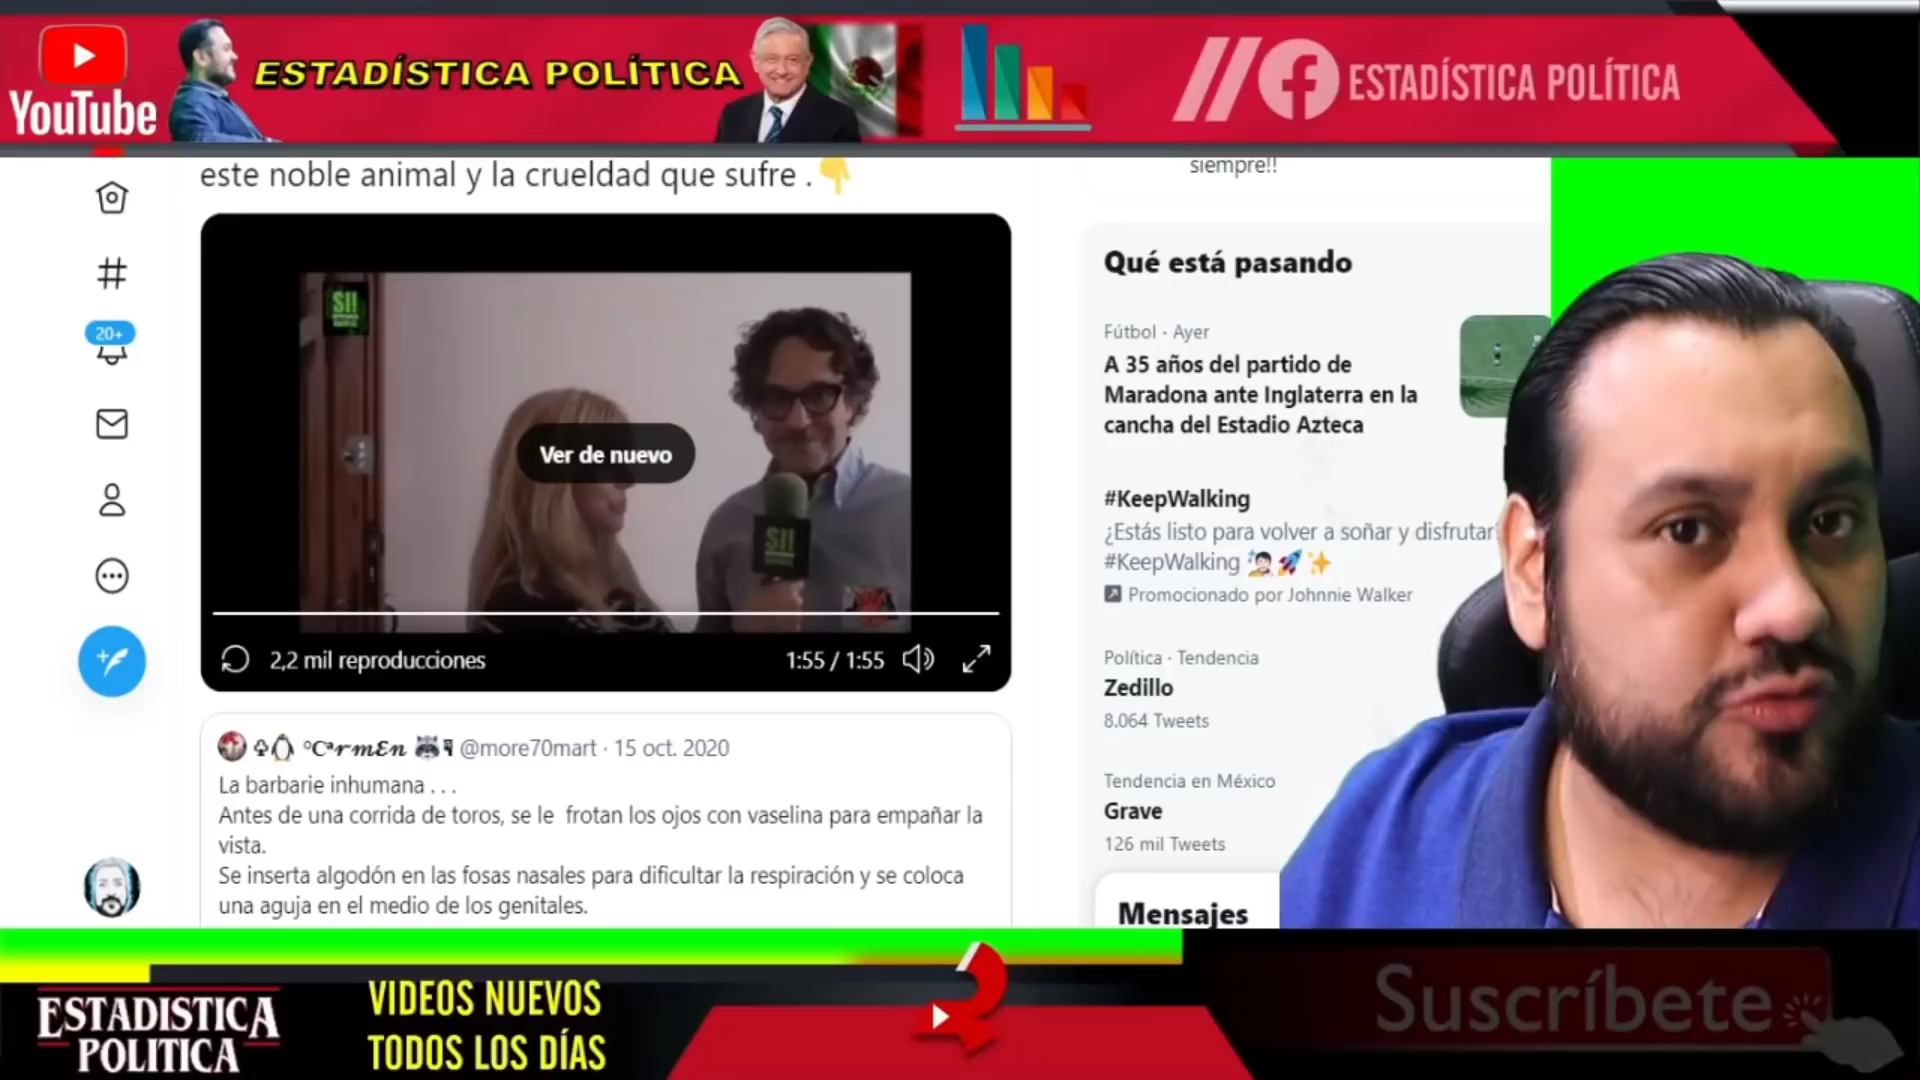 YouTube
ESTADÍSTICA POLÍTICA
ESTADÍSTICA POLÍTICA
este noble animal y la crueldad que sufre . 👇
SII
Ver de nuevo
SII
2,2 mil reproducciones
1:55 / 1:55
20+
°CᵃrmEn @more70mart · 15 oct. 2020
La barbarie inhumana . . .
Antes de una corrida de toros, se le frotan los ojos con vaselina para empañar la
vista.
Se inserta algodón en las fosas nasales para dificultar la respiración y se coloca
una aguja en el medio de los genitales.
siempre!!
Qué está pasando
Fútbol · Ayer
A 35 años del partido de
Maradona ante Inglaterra en la
cancha del Estadio Azteca
#KeepWalking
¿Estás listo para volver a soñar y disfrutar
#KeepWalking
Promocionado por Johnnie Walker
Política · Tendencia
Zedillo
8.064 Tweets
Tendencia en México
Grave
126 mil Tweets
Mensajes
ESTADISTICA
POLITICA
VIDEOS NUEVOS
TODOS LOS DÍAS
Suscríbete